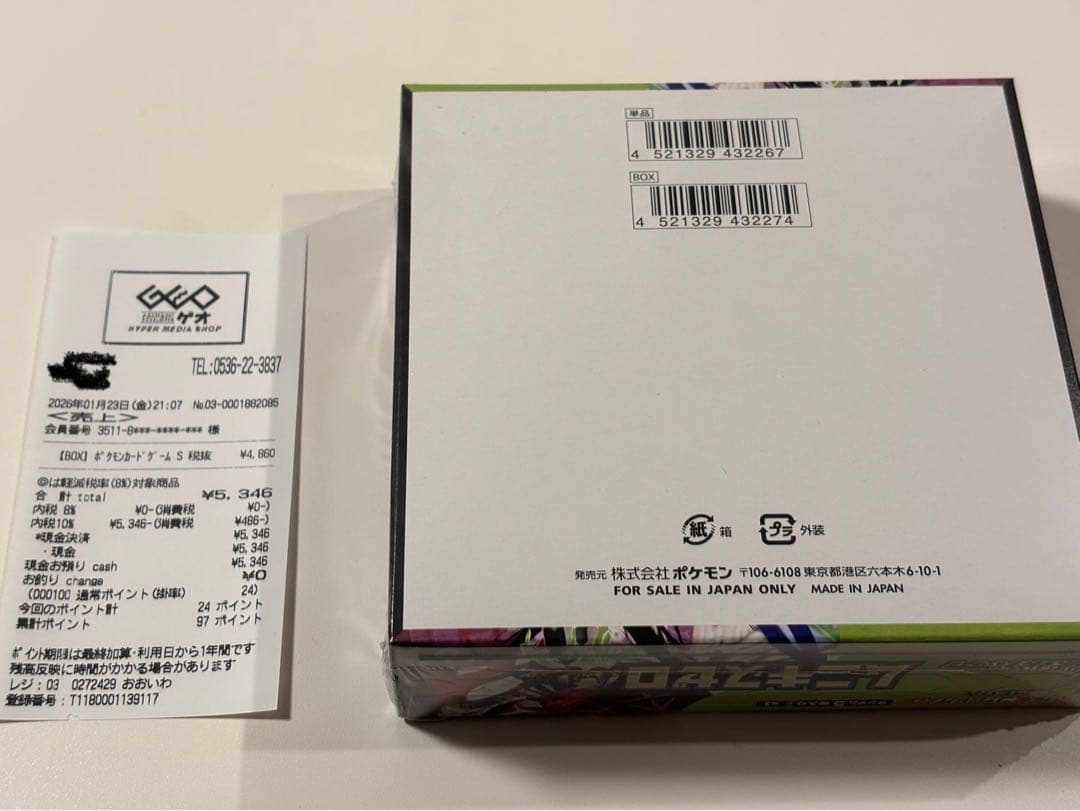 GEO
ゲオ
HYPER MEDIA SHOP
TEL:0536-22-3837
2026年01月23日(金)21:07 No.03-0001882085
<売上>
会員番号 3511-8***-****-*** 様
【BOX】ポケモンカードゲーム S 税抜 ¥4,860
◎は軽減税率(8%)対象商品
合 計 total ¥5,346
内税 8% ¥0-(消費税 ¥0-)
内税10% ¥5,346-(消費税 ¥486-)
*現金決済 ¥5,346
・現金 ¥5,346
現金お預り cash ¥5,346
お釣り change ¥0
(000100 通常ポイント(掛率) 24)
今回のポイント計 24 ポイント
累計ポイント 97 ポイント
ポイント期限は最終加算・利用日から1年間です
残高反映に時間がかかる場合があります
レジ:03 0272429 おおいわ
登録番号:T1180001139117
単品
4 521329 432267
BOX
4 521329 432274
紙 箱
プラ 外装
発売元 株式会社ポケモン 〒106-6108 東京都港区六本木6-10-1
FOR SALE IN JAPAN ONLY MADE IN JAPAN
ムニキスゼロ